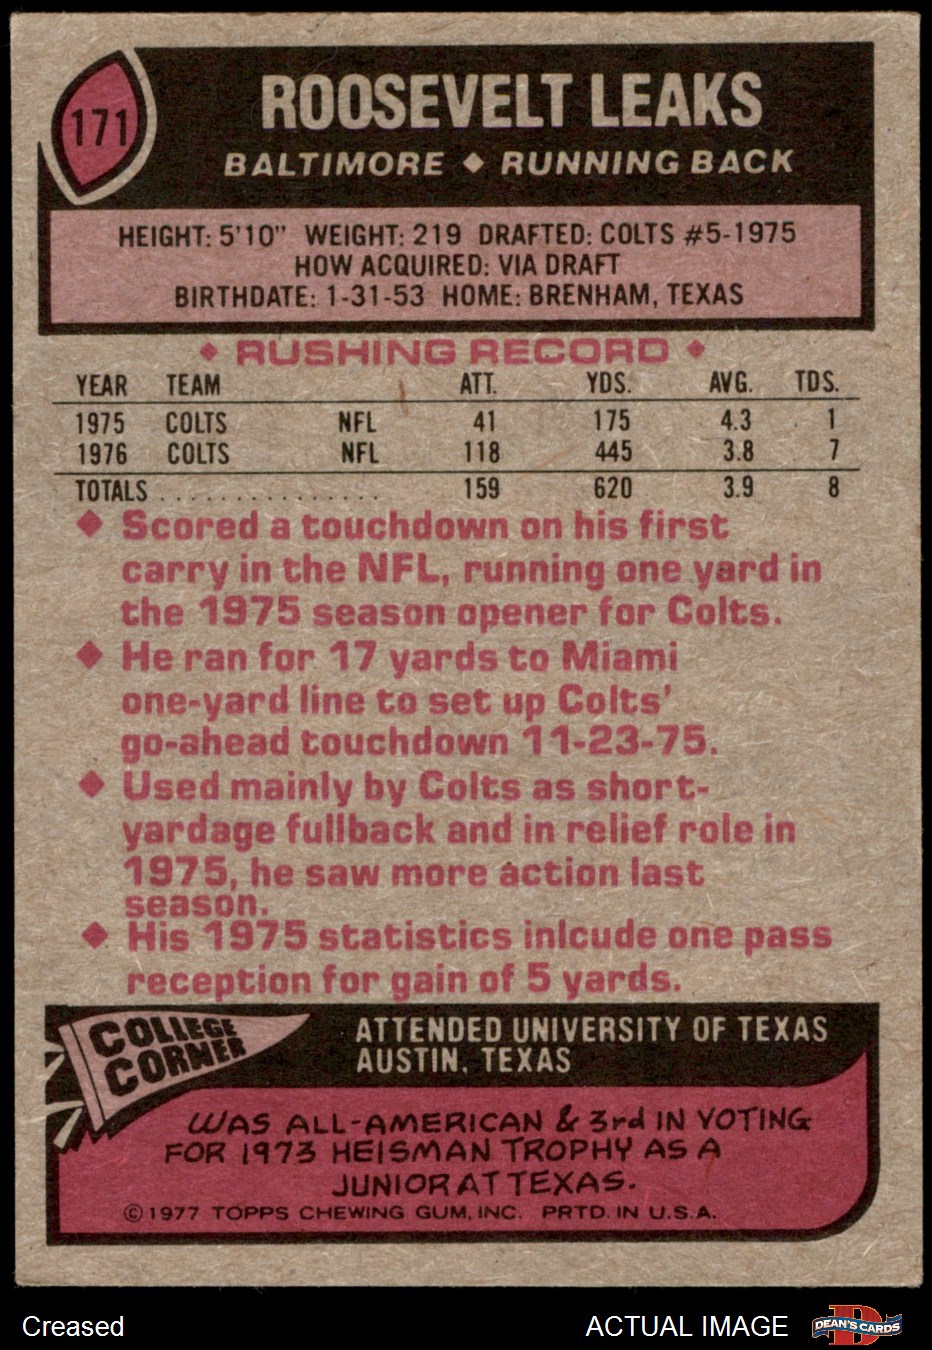 171
ROOSEVELT LEAKS
BALTIMORE ◆ RUNNING BACK
HEIGHT: 5'10" WEIGHT: 219 DRAFTED: COLTS #5-1975
HOW ACQUIRED: VIA DRAFT
BIRTHDATE: 1-31-53 HOME: BRENHAM, TEXAS
◆ RUSHING RECORD ◆
YEAR TEAM ATT. YDS. AVG. TDS.
1975 COLTS NFL 41 175 4.3 1
1976 COLTS NFL 118 445 3.8 7
TOTALS . . . . . . . . . . . . . . . 159 620 3.9 8
◆ Scored a touchdown on his first
carry in the NFL, running one yard in
the 1975 season opener for Colts.
◆ He ran for 17 yards to Miami
one-yard line to set up Colts'
go-ahead touchdown 11-23-75.
◆ Used mainly by Colts as short-
yardage fullback and in relief role in
1975, he saw more action last
season.
◆ His 1975 statistics inlcude one pass
reception for gain of 5 yards.
COLLEGE
CORNER
ATTENDED UNIVERSITY OF TEXAS
AUSTIN, TEXAS
WAS ALL-AMERICAN & 3rd IN VOTING
FOR 1973 HEISMAN TROPHY AS A
JUNIOR AT TEXAS.
©1977 TOPPS CHEWING GUM, INC. PRTD. IN U.S.A.
Creased
ACTUAL IMAGE
D
DEAN'S CARDS